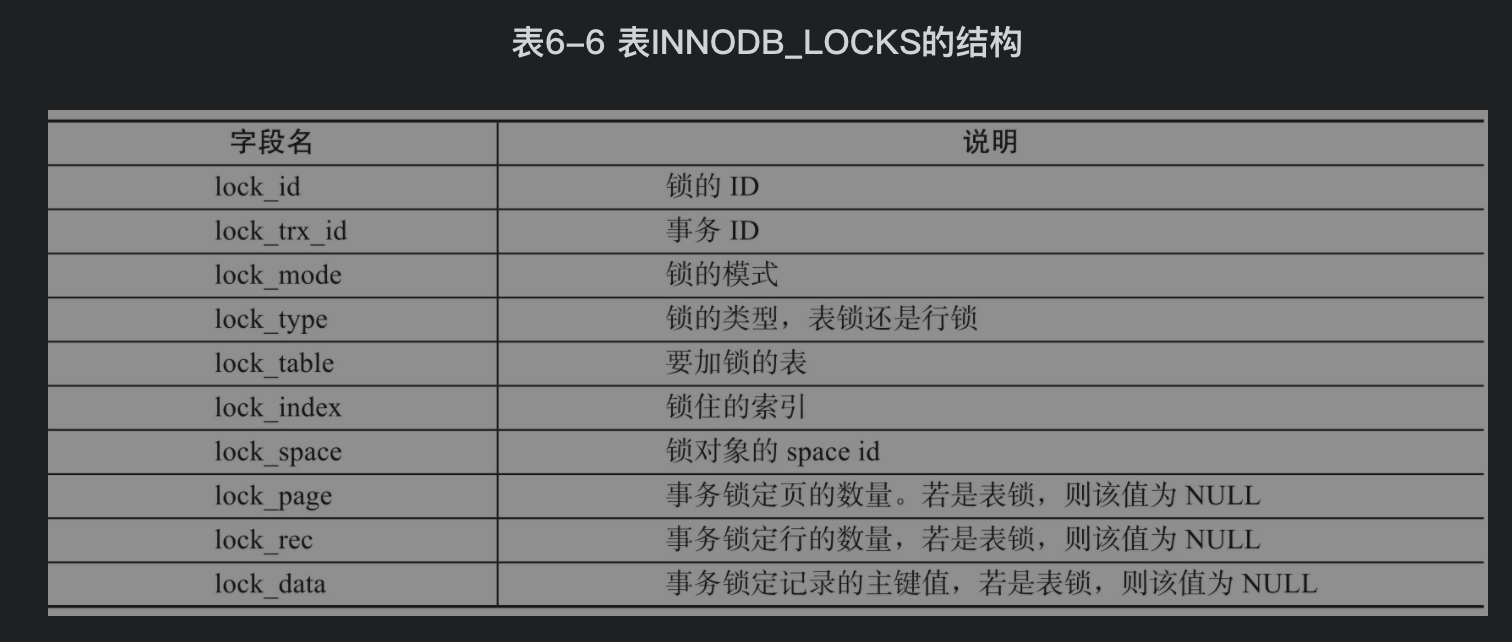 表6-6 表INNODB_LOCKS的结构
字段名 说明
lock_id 锁的 ID
lock_trx_id 事务 ID
lock_mode 锁的模式
lock_type 锁的类型，表锁还是行锁
lock_table 要加锁的表
lock_index 锁住的索引
lock_space 锁对象的 space id
lock_page 事务锁定页的数量。若是表锁，则该值为 NULL
lock_rec 事务锁定行的数量，若是表锁，则该值为 NULL
lock_data 事务锁定记录的主键值，若是表锁，则该值为 NULL